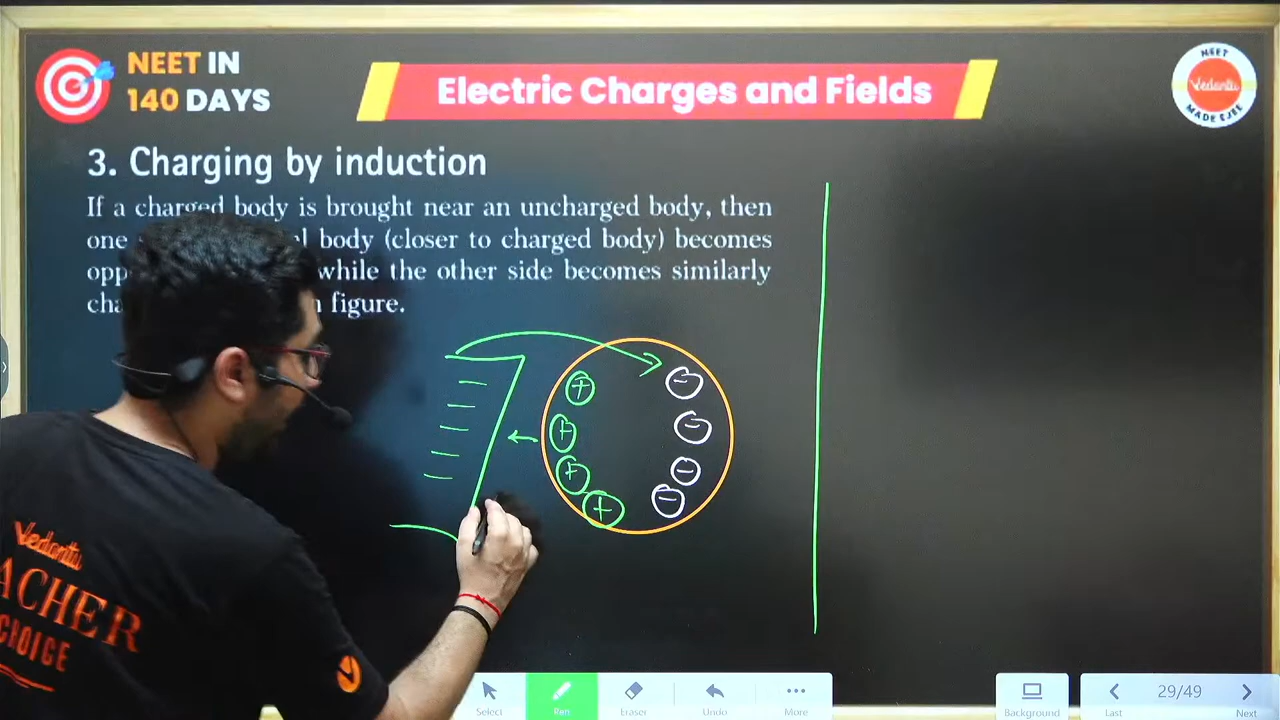 NEET IN
140 DAYS
Electric Charges and Fields
NEET
Vedantu
MADE EJEE
3. Charging by induction
If a charged body is brought near an uncharged body, then
one body (closer to charged body) becomes
while the other side becomes similarly
figure.
+ -
+ -
+ -
+ -
Vedantu
ACHER
CHOICE
Select
Pen
Eraser
Undo
More
Background
Last
29/49
Next